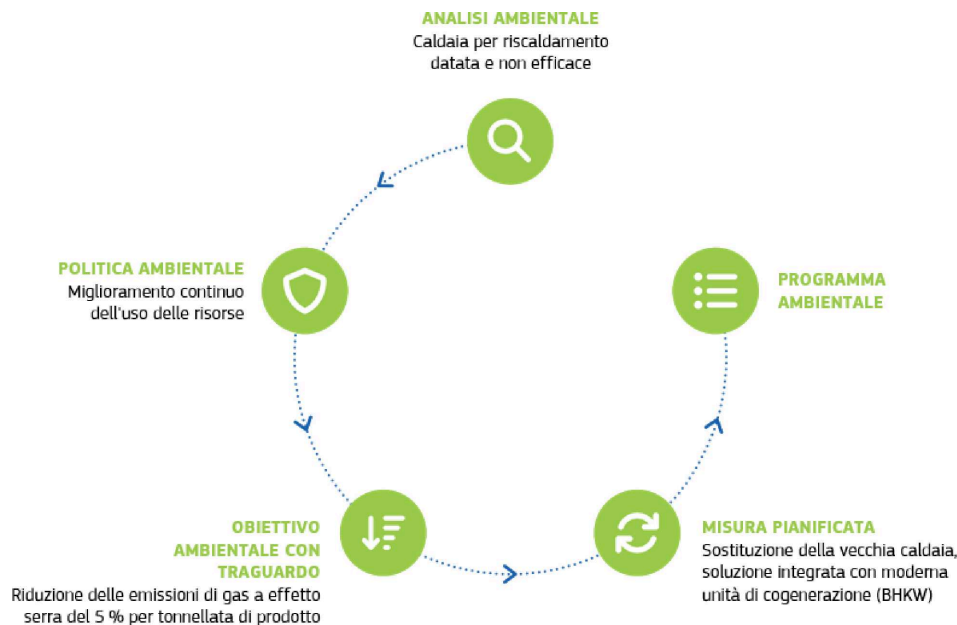 ANALISI AMBIENTALE
Caldaia per riscaldamento
datata e non efficace
POLITICA AMBIENTALE
Miglioramento continuo
dell'uso delle risorse
OBIETTIVO
AMBIENTALE CON
TRAGUARDO
Riduzione delle emissioni di gas a effetto
serra del 5 % per tonnellata di prodotto
MISURA PIANIFICATA
Sostituzione della vecchia caldaia,
soluzione integrata con moderna
unità di cogenerazione (BHKW)
PROGRAMMA
AMBIENTALE